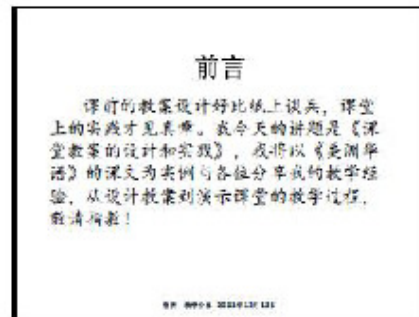 前言
课前的教案设计好比纸上谈兵，课堂
上的实践才见真章。我今天的讲题是《课
堂教案的设计和实践》，我将以《美洲华
语》的课文为实例与各位分享我的教学经
验，从设计教案到演示课堂的教学过程，
敬请指教！